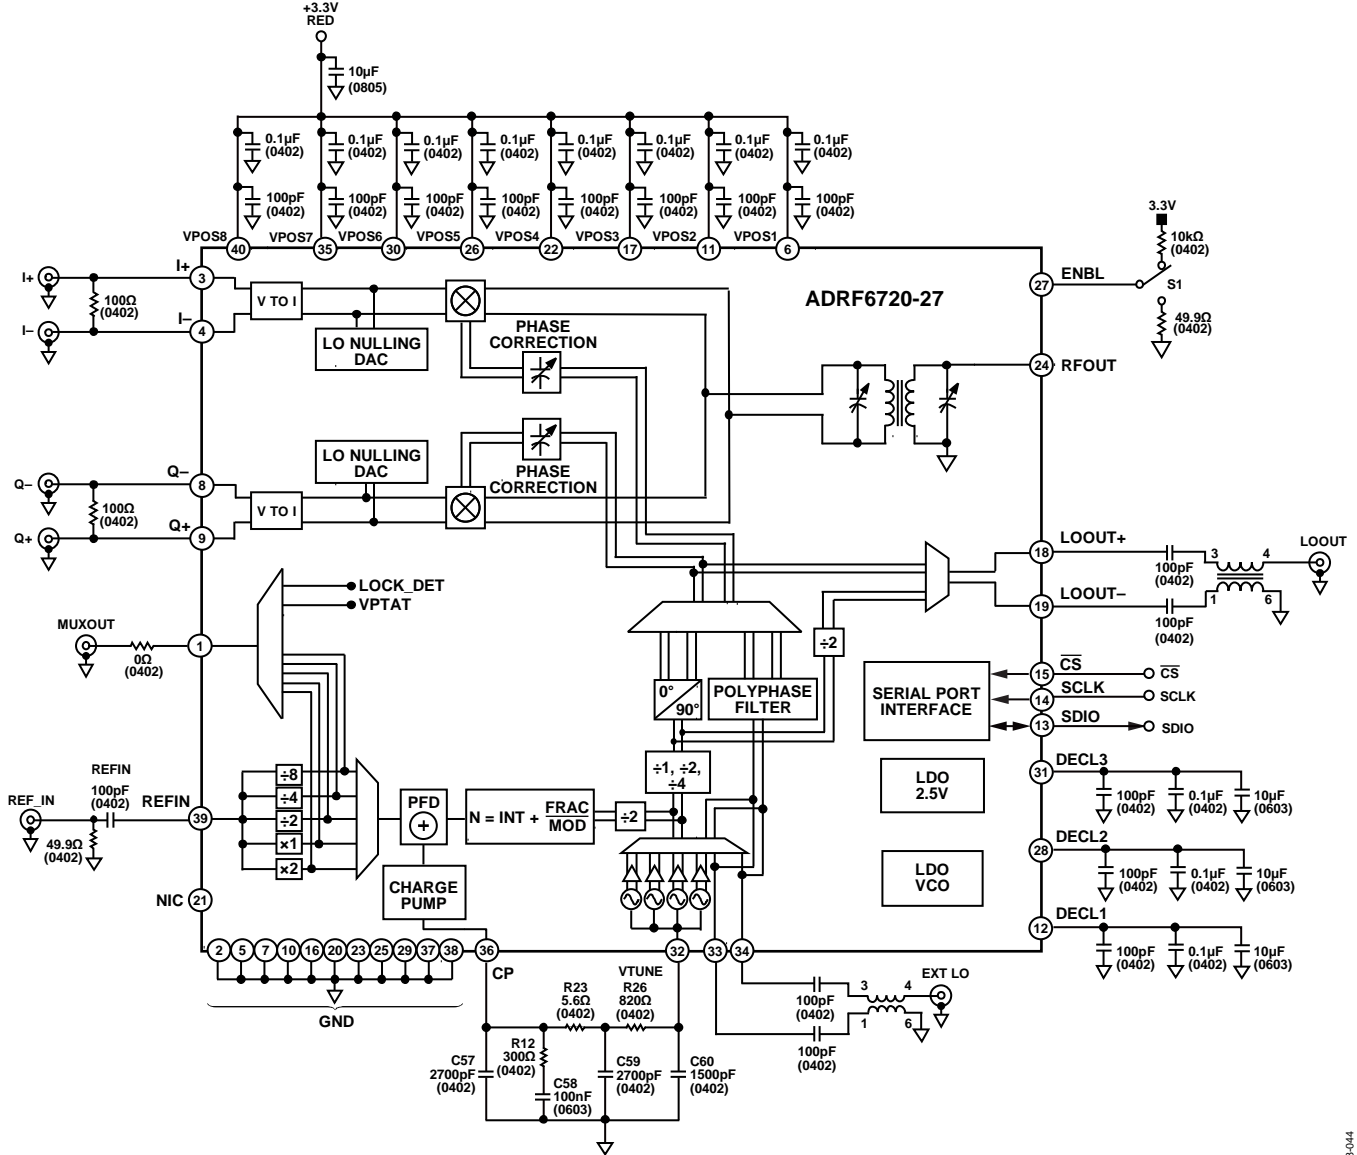 +3.3V
RED
10µF
(0805)
0.1µF
(0402)
0.1µF
(0402)
0.1µF
(0402)
0.1µF
(0402)
0.1µF
(0402)
0.1µF
(0402)
0.1µF
(0402)
0.1µF
(0402)
100pF
(0402)
100pF
(0402)
100pF
(0402)
100pF
(0402)
100pF
(0402)
100pF
(0402)
100pF
(0402)
100pF
(0402)
VPOS8
VPOS7
VPOS6
VPOS5
VPOS4
VPOS3
VPOS2
VPOS1
40
35
30
26
22
17
11
6
3.3V
10kΩ
(0402)
S1
49.9Ω
(0402)
27
ENBL
ADRF6720-27
I+
I+
3
100Ω
(0402)
I–
I–
4
V TO I
LO NULLING
DAC
PHASE
CORRECTION
24
RFOUT
LO NULLING
DAC
PHASE
CORRECTION
Q–
Q–
8
100Ω
(0402)
Q+
Q+
9
V TO I
18
LOOUT+
100pF
(0402)
3
4
LOOUT
19
LOOUT–
100pF
(0402)
1
6
LOCK_DET
VPTAT
MUXOUT
0Ω
(0402)
1
÷2
0°
90°
POLYPHASE
FILTER
SERIAL PORT
INTERFACE
15
CS
CS
14
SCLK
SCLK
13
SDIO
SDIO
÷1, ÷2,
÷4
LDO
2.5V
31
DECL3
100pF
(0402)
0.1µF
(0402)
10µF
(0603)
REFIN
100pF
(0402)
REF_IN
49.9Ω
(0402)
REFIN
39
÷8
÷4
÷2
×1
×2
PFD
+
N = INT +
FRAC
MOD
÷2
CHARGE
PUMP
LDO
VCO
28
DECL2
100pF
(0402)
0.1µF
(0402)
10µF
(0603)
NIC
21
12
DECL1
100pF
(0402)
0.1µF
(0402)
10µF
(0603)
2
5
7
10
16
20
23
25
29
37
38
36
32
33
34
GND
CP
VTUNE
R23
5.6Ω
(0402)
R26
820Ω
(0402)
R12
300Ω
(0402)
C57
2700pF
(0402)
C58
100nF
(0603)
C59
2700pF
(0402)
C60
1500pF
(0402)
100pF
(0402)
100pF
(0402)
3
4
1
6
EXT LO